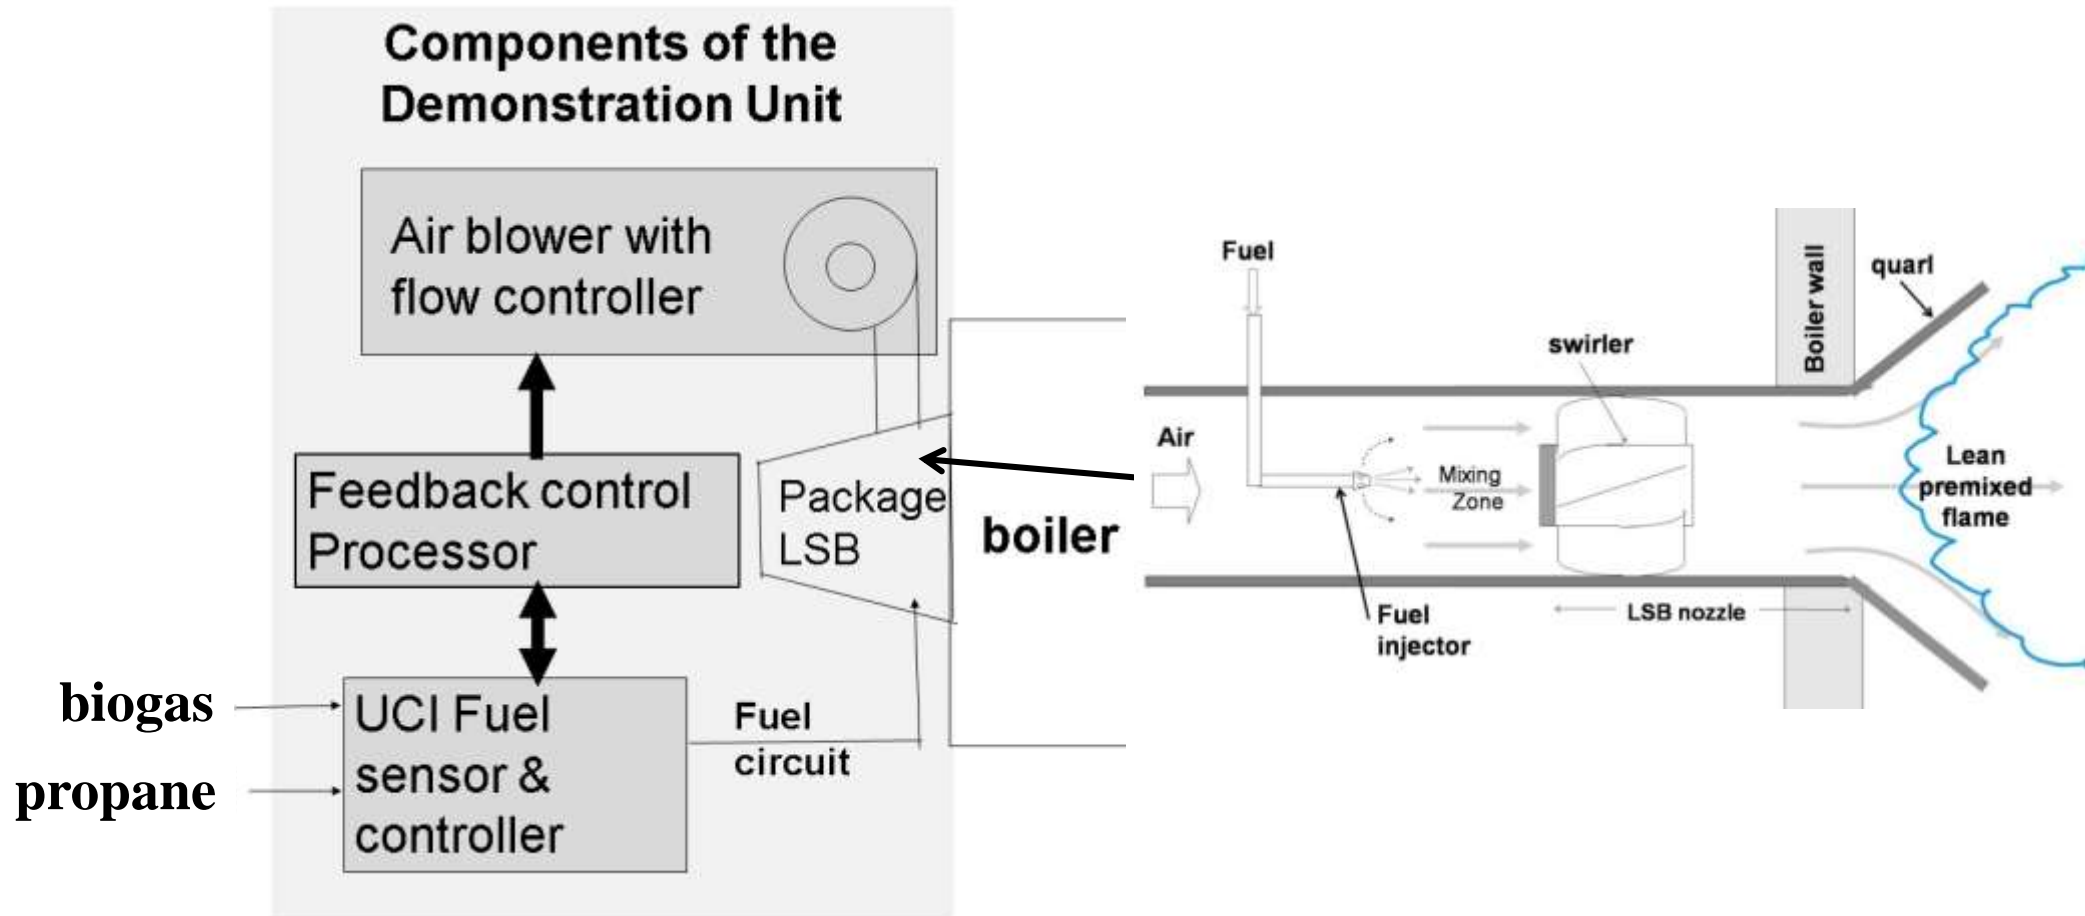 Components of the
Demonstration Unit
Air blower with
flow controller
Feedback control
Processor
Package
LSB
boiler
biogas
propane
UCI Fuel
sensor &
controller
Fuel
circuit
Fuel
Air
Mixing
Zone
swirler
Boiler wall
quarl
Lean
premixed
flame
Fuel
injector
LSB nozzle